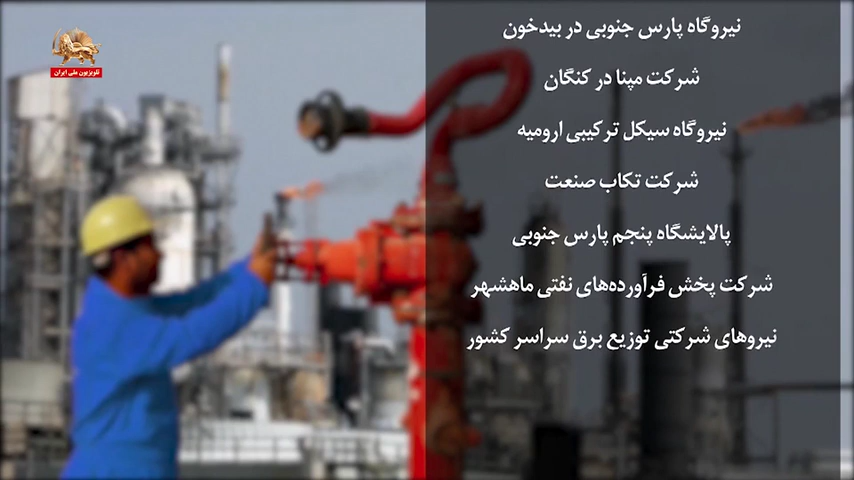 نیروگاه پارس جنوبی در بیدخون
شرکت مپنا در کنگان
نیروگاه سیکل ترکیبی ارومیه
شرکت تکاب صنعت
پالایشگاه پنجم پارس جنوبی
شرکت پخش فرآورده‌های نفتی ماهشهر
نیروهای شرکتی توزیع برق سراسر کشور
تلویزیون ملی ایران